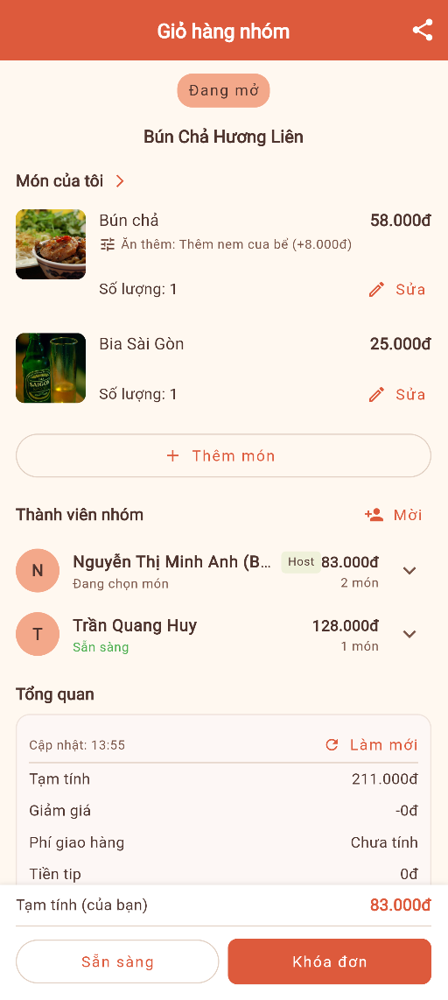 Giỏ hàng nhóm
Đang mở
Bún Chả Hương Liên
Món của tôi
Bún chả 58.000đ
Ăn thêm: Thêm nem cua bể (+8.000đ)
Số lượng: 1 Sửa
Bia Sài Gòn 25.000đ
SAIGON
Số lượng: 1 Sửa
+ Thêm món
Thành viên nhóm Mời
N Nguyễn Thị Minh Anh (B... Host 83.000đ
Đang chọn món 2 món
T Trần Quang Huy 128.000đ
Sẵn sàng 1 món
Tổng quan
Cập nhật: 13:55 Làm mới
Tạm tính 211.000đ
Giảm giá -0đ
Phí giao hàng Chưa tính
Tiền tip 0đ
Tạm tính (của bạn) 83.000đ
Sẵn sàng Khóa đơn